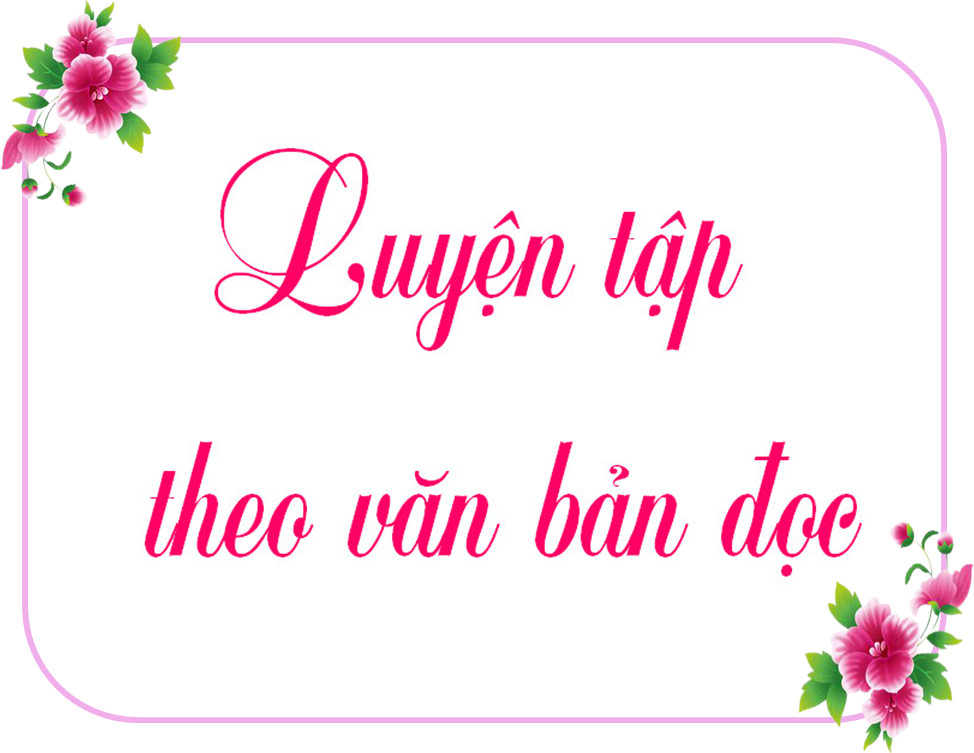 Luyện tập
theo văn bản đọc